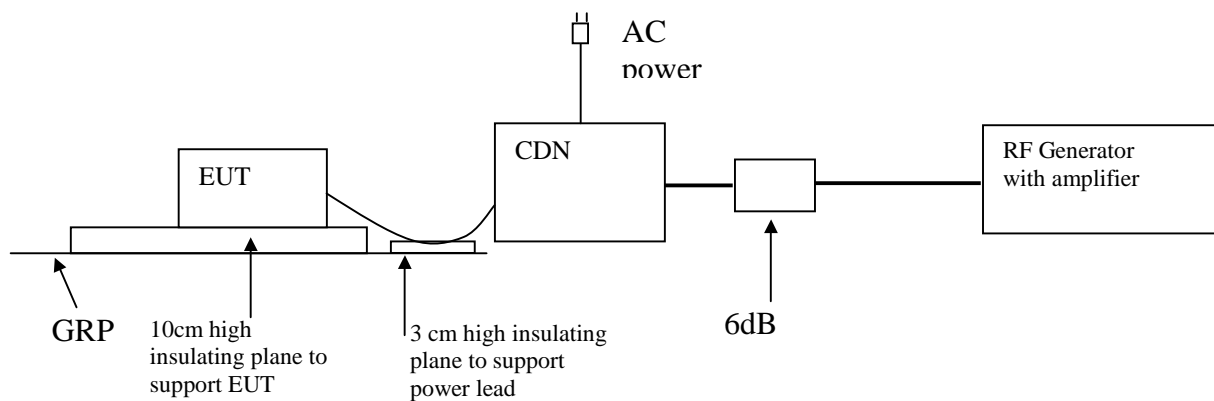 AC
power
EUT
CDN
RF Generator
with amplifier
GRP
10cm high
insulating plane to
support EUT
3 cm high insulating
plane to support
power lead
6dB